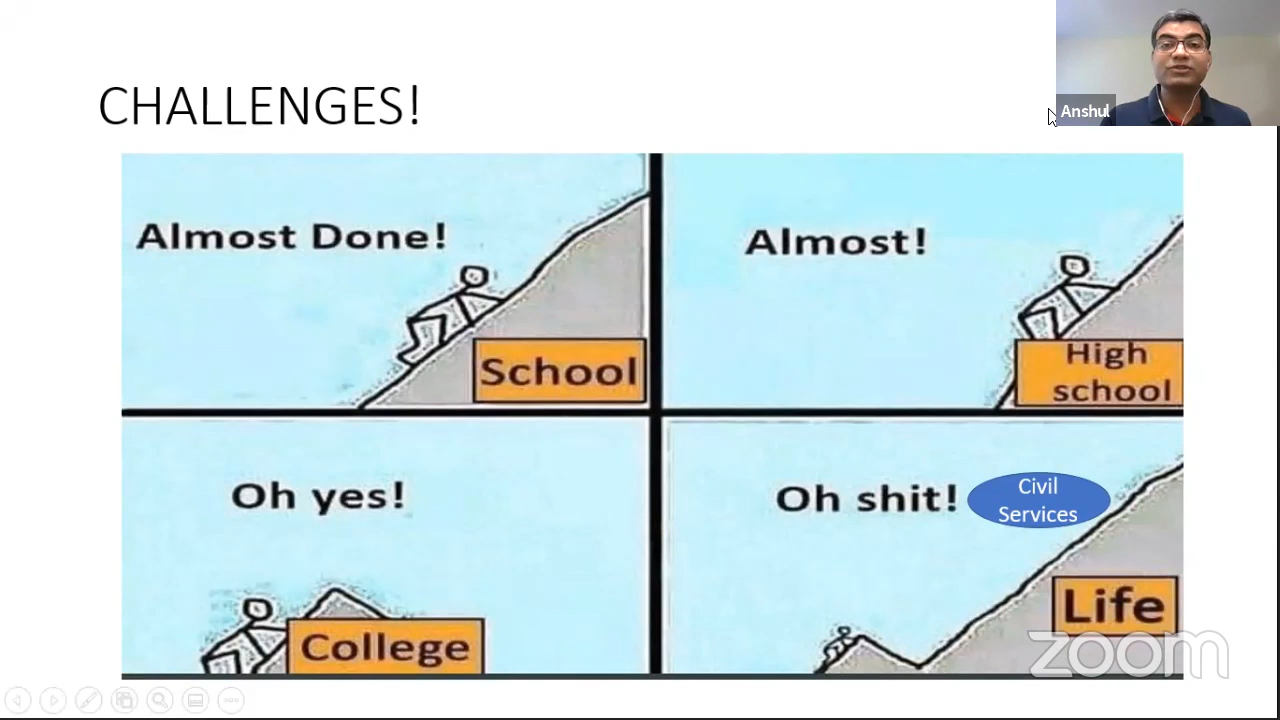 CHALLENGES!
Anshul
Almost Done!
School
Almost!
High
school
Oh yes!
College
Oh shit!
Civil
Services
Life
zoom